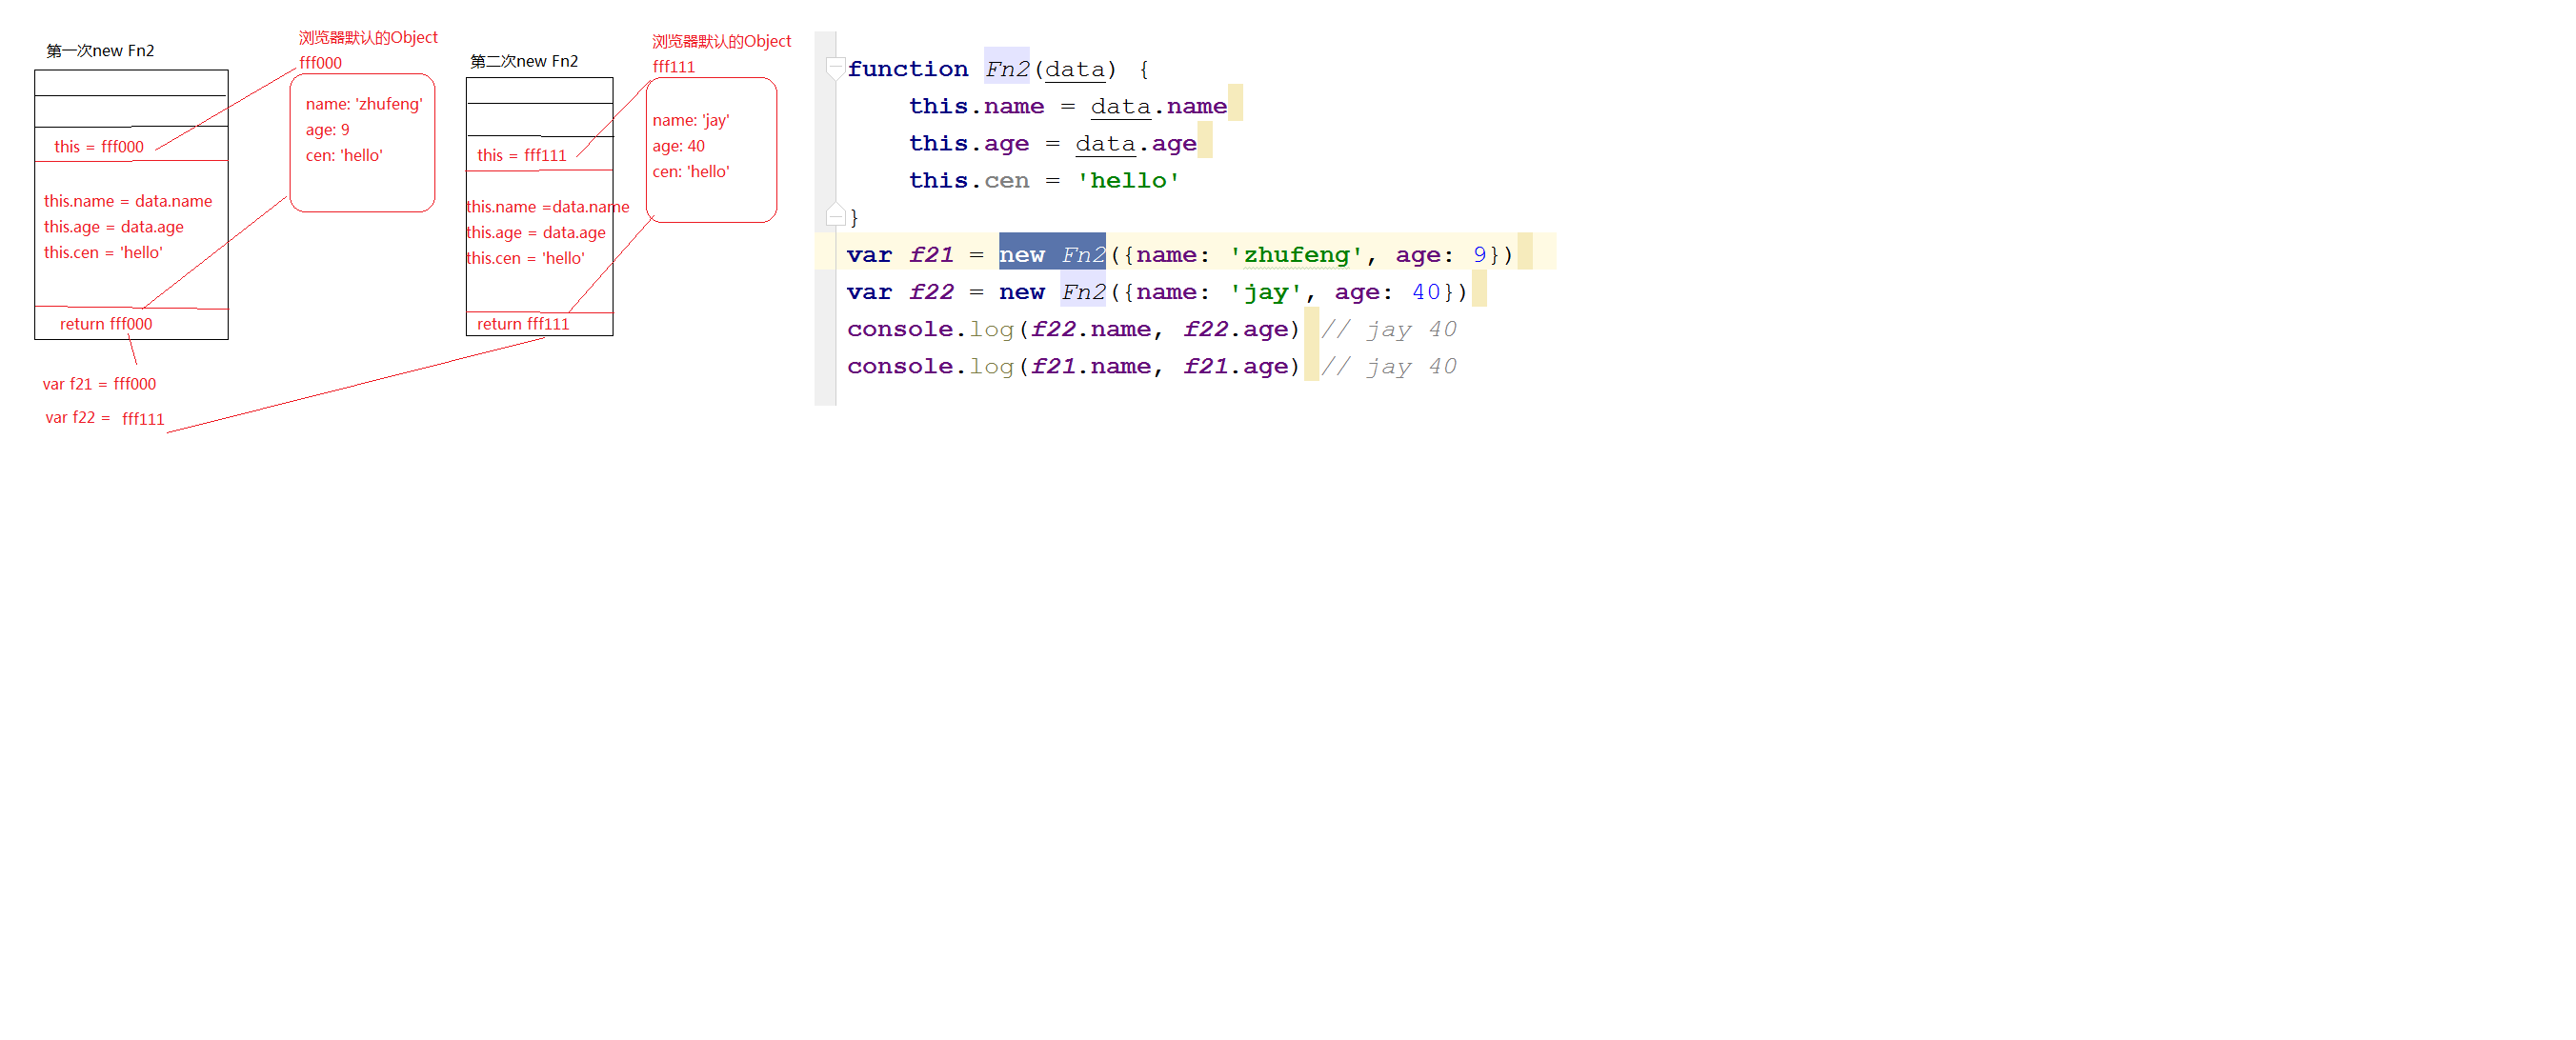 第一次new Fn2
浏览器默认的Object
fff000
name: 'zhufeng'
age: 9
cen: 'hello'
this = fff000
this.name = data.name
this.age = data.age
this.cen = 'hello'
return fff000
var f21 = fff000
var f22 = fff111
第二次new Fn2
浏览器默认的Object
fff111
name: 'jay'
age: 40
cen: 'hello'
this = fff111
this.name =data.name
this.age = data.age
this.cen = 'hello'
return fff111
function Fn2(data) {
this.name = data.name
this.age = data.age
this.cen = 'hello'
}
var f21 = new Fn2({name: 'zhufeng', age: 9})
var f22 = new Fn2({name: 'jay', age: 40})
console.log(f22.name, f22.age) // jay 40
console.log(f21.name, f21.age) // jay 40